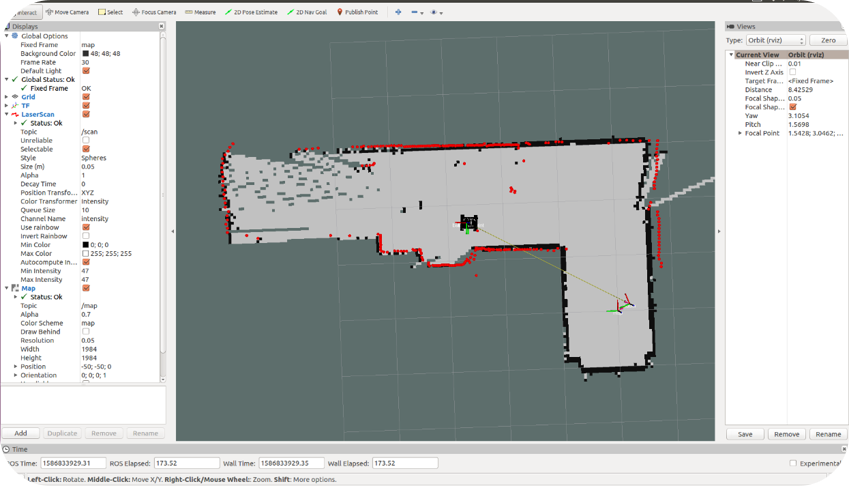 Interact Move Camera Select Focus Camera Measure 2D Pose Estimate 2D Nav Goal Publish Point
Displays
Global Options
Fixed Frame map
Background Color 48; 48; 48
Frame Rate 30
Default Light
Global Status: Ok
Fixed Frame OK
Grid
TF
LaserScan
Status: Ok
Topic /scan
Unreliable
Selectable
Style Spheres
Size (m) 0.05
Alpha 1
Decay Time 0
Position Transfo... XYZ
Color Transformer Intensity
Queue Size 10
Channel Name intensity
Use rainbow
Invert Rainbow
Min Color 0; 0; 0
Max Color 255; 255; 255
Autocompute In...
Min Intensity 47
Max Intensity 47
Map
Status: Ok
Topic /map
Alpha 0.7
Color Scheme map
Draw Behind
Resolution 0.05
Width 1984
Height 1984
Position -50; -50; 0
Orientation 0; 0; 0; 1
Add Duplicate Remove Rename
Views
Type: Orbit (rviz) Zero
Current View Orbit (rviz)
Near Clip ... 0.01
Invert Z Axis
Target Fra... <Fixed Frame>
Distance 8.42529
Focal Shap... 0.05
Focal Shap...
Yaw 3.1054
Pitch 1.5698
Focal Point 1.5428; 3.0462; ...
Save Remove Rename
Time
ROS Time: 1586833929.31 ROS Elapsed: 173.52 Wall Time: 1586833929.35 Wall Elapsed: 173.52 Experimental
Left-Click: Rotate. Middle-Click: Move X/Y. Right-Click/Mouse Wheel: Zoom. Shift: More options.